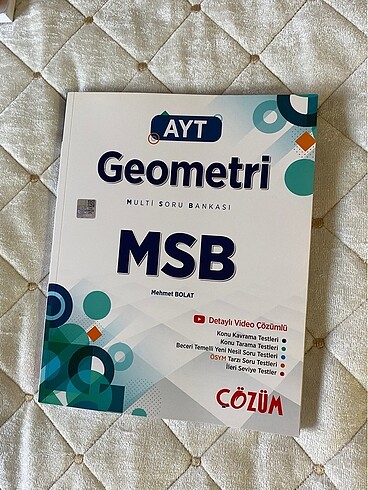 AYT
Geometri
MULTİ SORU BANKASI
MSB
Mehmet BOLAT
Detaylı Video Çözümlü
Konu Kavrama Testleri
Konu Tarama Testleri
Beceri Temelli Yeni Nesil Soru Testleri
ÖSYM Tarzı Soru Testleri
İleri Seviye Testler
ÇÖZÜM